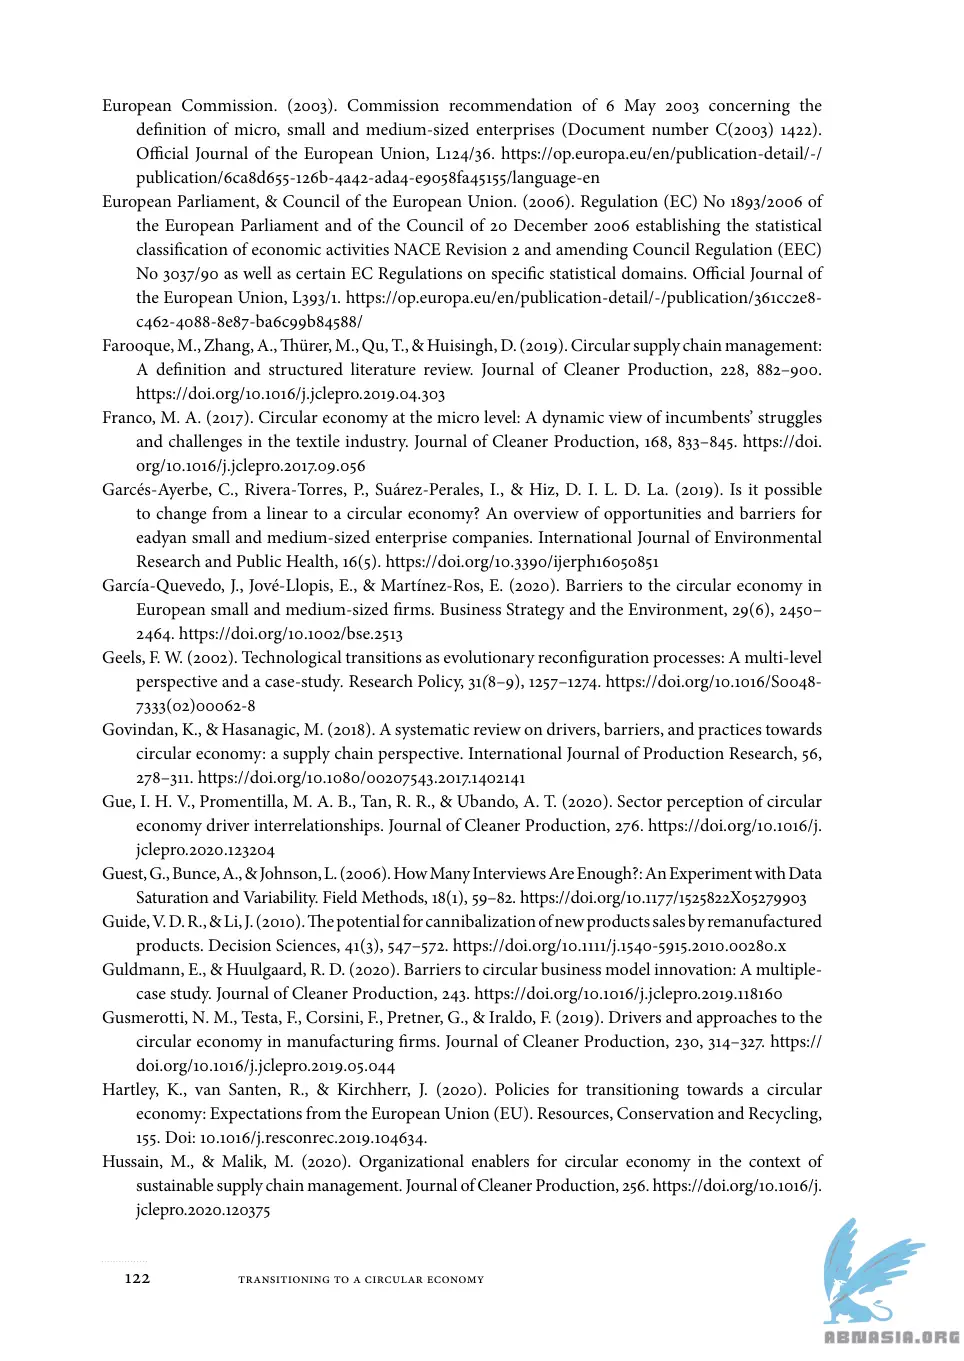 European Commission. (2003). Commission recommendation of 6 May 2003 concerning the
definition of micro, small and medium-sized enterprises (Document number C(2003) 1422).
Official Journal of the European Union, L124/36. https://op.europa.eu/en/publication-detail/-/
publication/6ca8d655-126b-4a42-ada4-e9058fa45155/language-en
European Parliament, & Council of the European Union. (2006). Regulation (EC) No 1893/2006 of
the European Parliament and of the Council of 20 December 2006 establishing the statistical
classification of economic activities NACE Revision 2 and amending Council Regulation (EEC)
No 3037/90 as well as certain EC Regulations on specific statistical domains. Official Journal of
the European Union, L393/1. https://op.europa.eu/en/publication-detail/-/publication/361cc2e8-
c462-4088-8e87-ba6c99b84588/
Farooque, M., Zhang, A., Thürer, M., Qu, T., & Huisingh, D. (2019). Circular supply chain management:
A definition and structured literature review. Journal of Cleaner Production, 228, 882–900.
https://doi.org/10.1016/j.jclepro.2019.04.303
Franco, M. A. (2017). Circular economy at the micro level: A dynamic view of incumbents’ struggles
and challenges in the textile industry. Journal of Cleaner Production, 168, 833–845. https://doi.
org/10.1016/j.jclepro.2017.09.056
Garcés-Ayerbe, C., Rivera-Torres, P., Suárez-Perales, I., & Hiz, D. I. L. D. La. (2019). Is it possible
to change from a linear to a circular economy? An overview of opportunities and barriers for
eadyan small and medium-sized enterprise companies. International Journal of Environmental
Research and Public Health, 16(5). https://doi.org/10.3390/ijerph16050851
García-Quevedo, J., Jové-Llopis, E., & Martínez-Ros, E. (2020). Barriers to the circular economy in
European small and medium-sized firms. Business Strategy and the Environment, 29(6), 2450–
2464. https://doi.org/10.1002/bse.2513
Geels, F. W. (2002). Technological transitions as evolutionary reconfiguration processes: A multi-level
perspective and a case-study. Research Policy, 31(8–9), 1257–1274. https://doi.org/10.1016/S0048-
7333(02)00062-8
Govindan, K., & Hasanagic, M. (2018). A systematic review on drivers, barriers, and practices towards
circular economy: a supply chain perspective. International Journal of Production Research, 56,
278–311. https://doi.org/10.1080/00207543.2017.1402141
Gue, I. H. V., Promentilla, M. A. B., Tan, R. R., & Ubando, A. T. (2020). Sector perception of circular
economy driver interrelationships. Journal of Cleaner Production, 276. https://doi.org/10.1016/j.
jclepro.2020.123204
Guest, G., Bunce, A., & Johnson, L. (2006). How Many Interviews Are Enough?: An Experiment with Data
Saturation and Variability. Field Methods, 18(1), 59–82. https://doi.org/10.1177/1525822X05279903
Guide, V. D. R., & Li, J. (2010). The potential for cannibalization of new products sales by remanufactured
products. Decision Sciences, 41(3), 547–572. https://doi.org/10.1111/j.1540-5915.2010.00280.x
Guldmann, E., & Huulgaard, R. D. (2020). Barriers to circular business model innovation: A multiple-
case study. Journal of Cleaner Production, 243. https://doi.org/10.1016/j.jclepro.2019.118160
Gusmerotti, N. M., Testa, F., Corsini, F., Pretner, G., & Iraldo, F. (2019). Drivers and approaches to the
circular economy in manufacturing firms. Journal of Cleaner Production, 230, 314–327. https://
doi.org/10.1016/j.jclepro.2019.05.044
Hartley, K., van Santen, R., & Kirchherr, J. (2020). Policies for transitioning towards a circular
economy: Expectations from the European Union (EU). Resources, Conservation and Recycling,
155. Doi: 10.1016/j.resconrec.2019.104634.
Hussain, M., & Malik, M. (2020). Organizational enablers for circular economy in the context of
sustainable supply chain management. Journal of Cleaner Production, 256. https://doi.org/10.1016/j.
jclepro.2020.120375
122 TRANSITIONING TO A CIRCULAR ECONOMY
ABNASIA.ORG